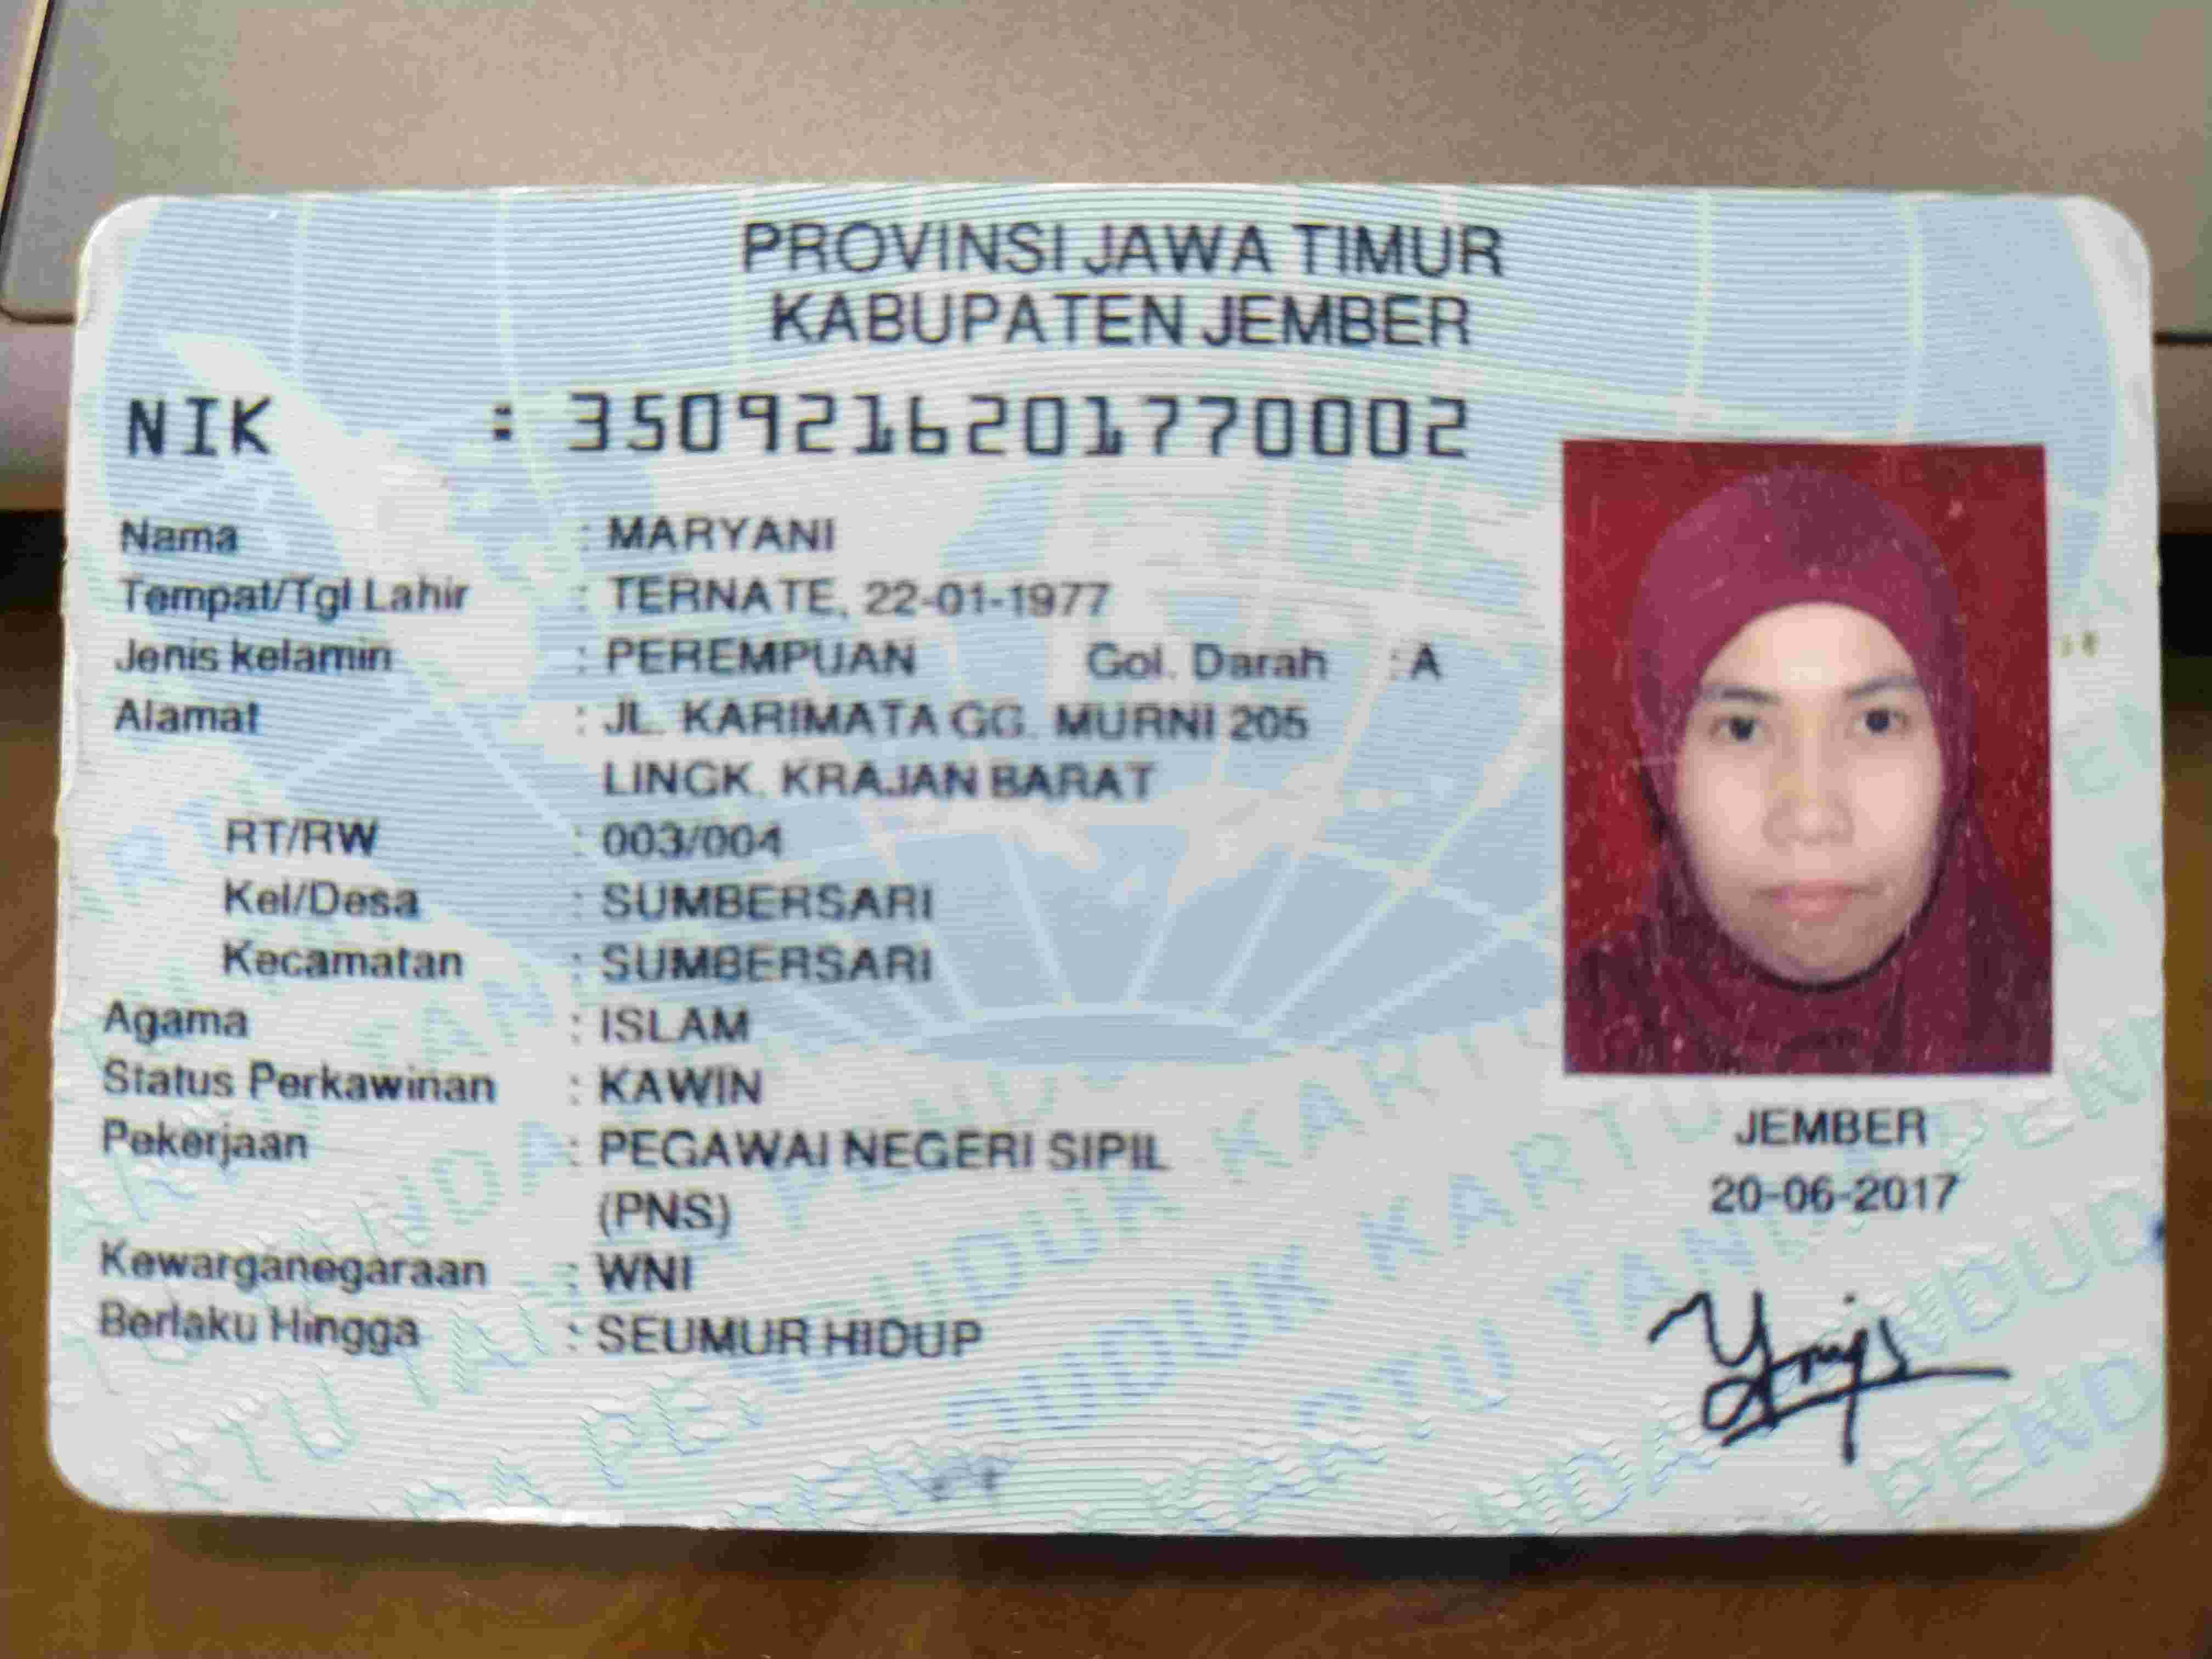 PROVINSI JAWA TIMUR
KABUPATEN JEMBER
NIK : 3509216201770002
Nama : MARYANI
Tempat/Tgl Lahir : TERNATE, 22-01-1977
Jenis kelamin : PEREMPUAN Gol. Darah : A
Alamat : JL. KARIMATA GG. MURNI 205
LINGK. KRAJAN BARAT
RT/RW : 003/004
Kel/Desa : SUMBERSARI
Kecamatan : SUMBERSARI
Agama : ISLAM
Status Perkawinan : KAWIN
Pekerjaan : PEGAWAI NEGERI SIPIL
(PNS)
Kewarganegaraan : WNI
Berlaku Hingga : SEUMUR HIDUP
JEMBER
20-06-2017